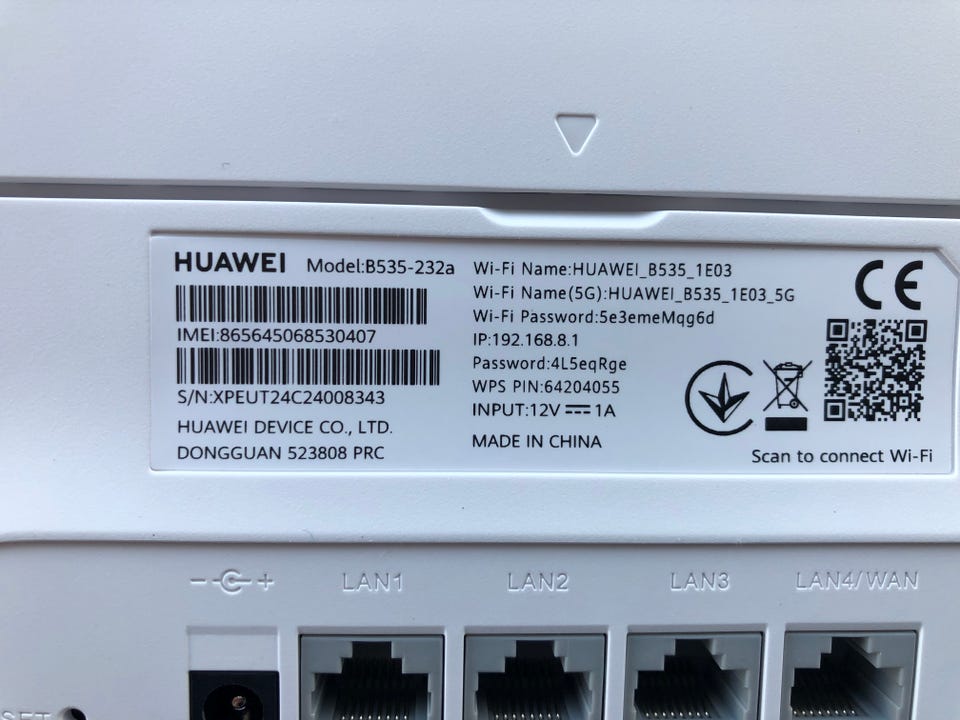 HUAWEI Model:B535-232a
IMEI:865645068530407
S/N:XPEUT24C24008343
HUAWEI DEVICE CO., LTD.
DONGGUAN 523808 PRC
Wi-Fi Name:HUAWEI_B535_1E03
Wi-Fi Name(5G):HUAWEI_B535_1E03_5G
Wi-Fi Password:5e3emeMqg6d
IP:192.168.8.1
Password:4L5eqRge
WPS PIN:64204055
INPUT:12V⎓1A
MADE IN CHINA
CE
Scan to connect Wi-Fi
LAN1
LAN2
LAN3
LAN4/WAN